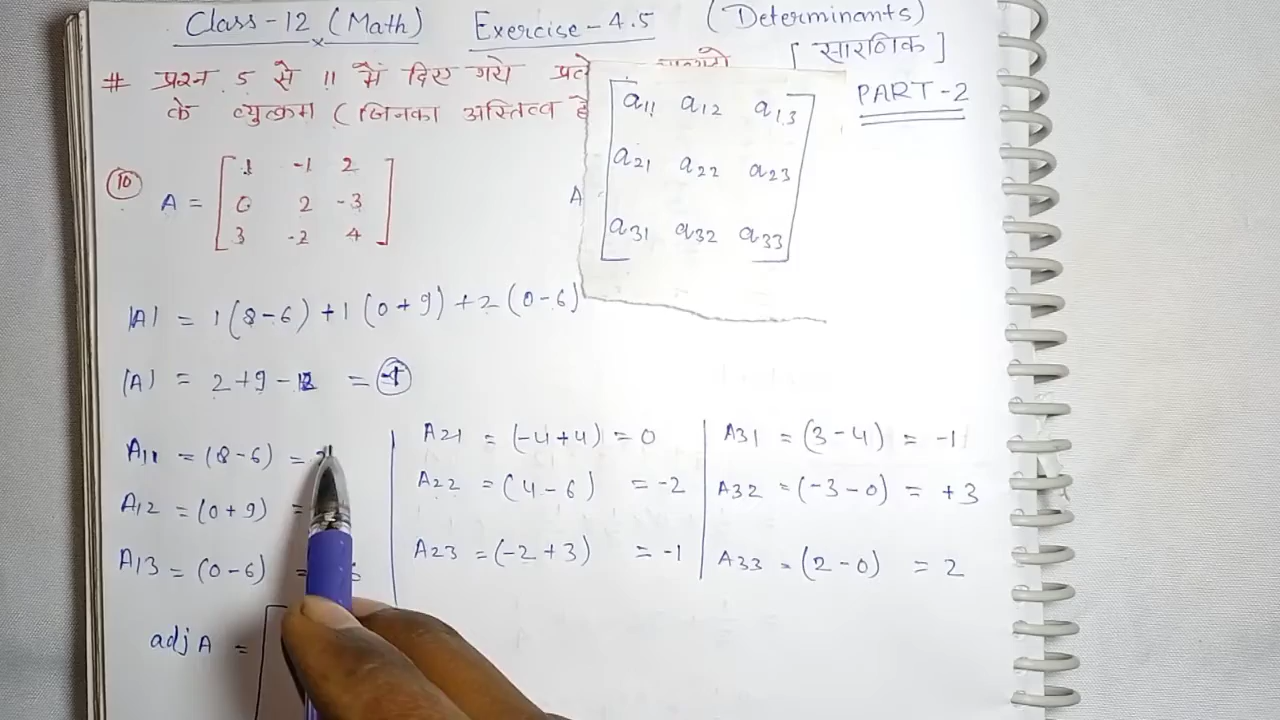 Class-12 (Math) Exercise-4.5 (Determinants)
[सारणिक]
# प्रश्न 5 से 11 में दिए गये
के व्युत्क्रम (जिनका अस्तित्व है
PART-2
a11 a12 a13
a21 a22 a23
a31 a32 a33
A
10
A = [ 1 -1 2
0 2 -3
3 -2 4 ]
|A| = 1(8-6) +1(0+9) +2(0-6)
|A| = 2+9-12 = -1
A11 = (8-6) =
A12 = (0+9) =
A13 = (0-6) =
A21 = (-4+4) = 0
A22 = (4-6) = -2
A23 = (-2+3) = -1
A31 = (3-4) = -1
A32 = (-3-0) = +3
A33 = (2-0) = 2
adj A =